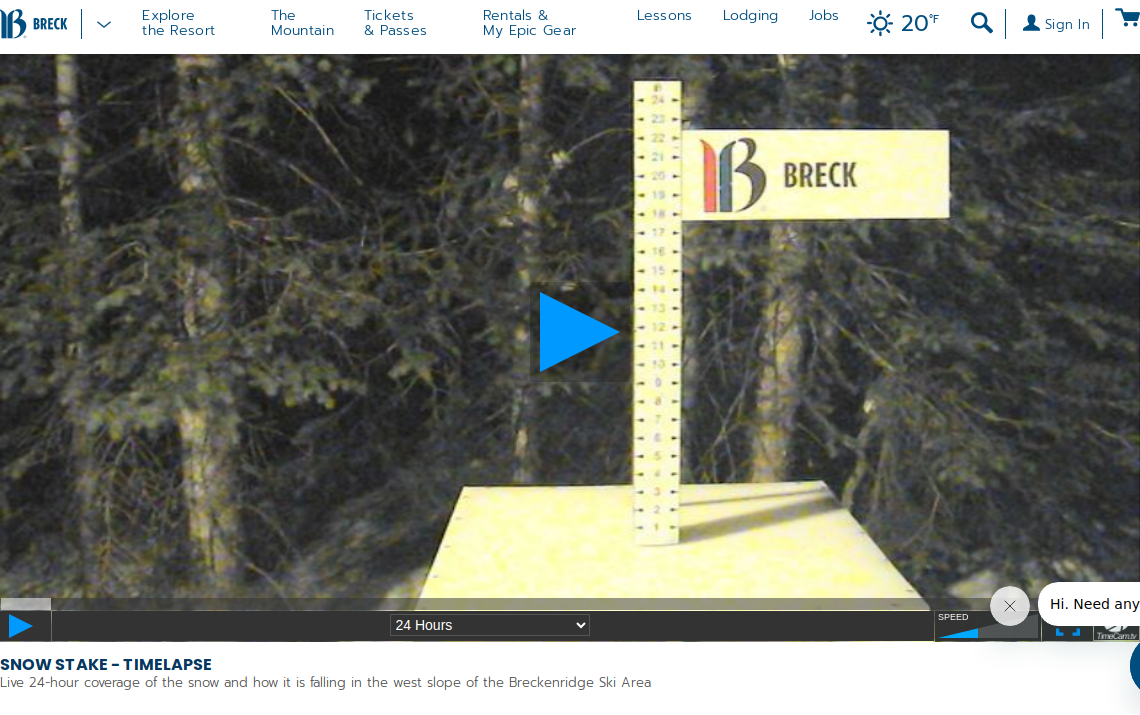 BRECK
Explore
the Resort
The
Mountain
Tickets
& Passes
Rentals &
My Epic Gear
Lessons
Lodging
Jobs
20°F
Sign In
24
23
22
21
20
19
18
17
16
15
14
13
12
11
10
9
8
7
6
5
4
3
2
1
BRECK
Hi. Need any
24 Hours
SPEED
TimeCam.tv
SNOW STAKE - TIMELAPSE
Live 24-hour coverage of the snow and how it is falling in the west slope of the Breckenridge Ski Area